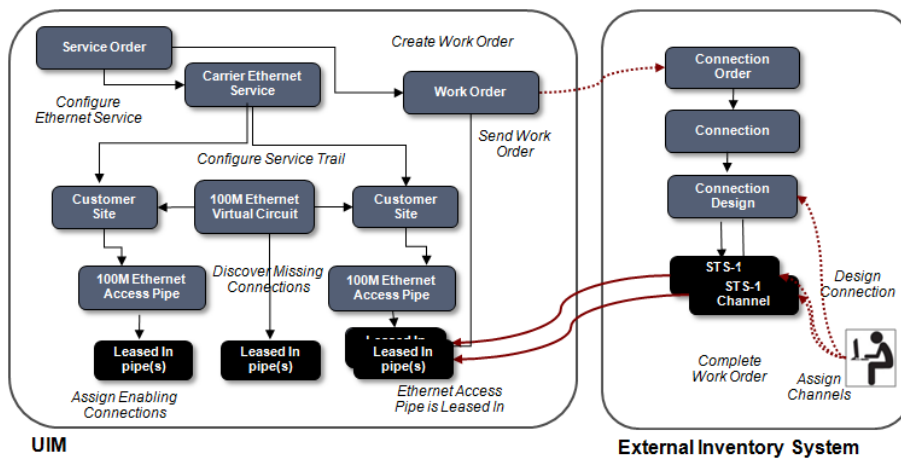 Service Order
Create Work Order
Carrier Ethernet
Service
Work Order
Configure
Ethernet Service
Send Work
Order
Configure Service Trail
Customer
Site
100M Ethernet
Virtual Circuit
Customer
Site
100M Ethernet
Access Pipe
Discover Missing
Connections
100M Ethernet
Access Pipe
Leased In
pipe(s)
Leased In
pipe(s)
Leased In
Leased In
pipe(s)
Assign Enabling
Connections
Ethernet Access
Pipe is Leased In
UIM
Connection
Order
Connection
Connection
Design
STS-1
STS-1
Channel
Design
Connection
Complete
Work Order
Assign
Channels
External Inventory System